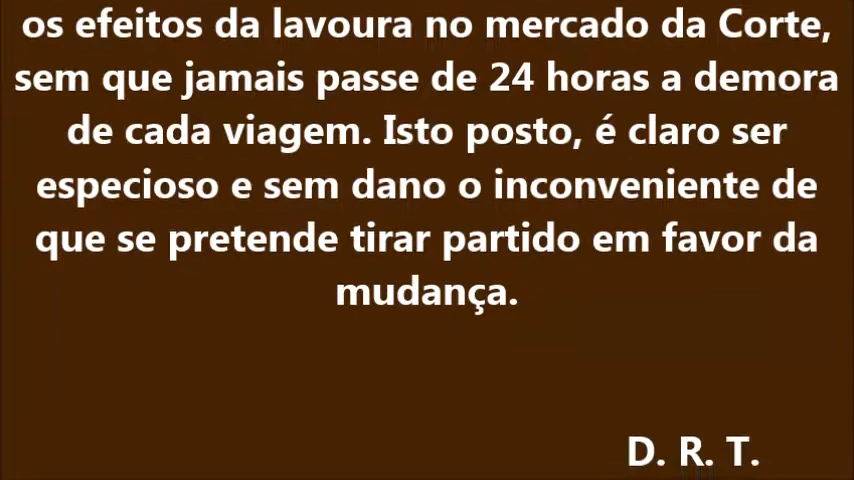 os efeitos da lavoura no mercado da Corte,
sem que jamais passe de 24 horas a demora
de cada viagem. Isto posto, é claro ser
especioso e sem dano o inconveniente de
que se pretende tirar partido em favor da
mudança.
D. R. T.